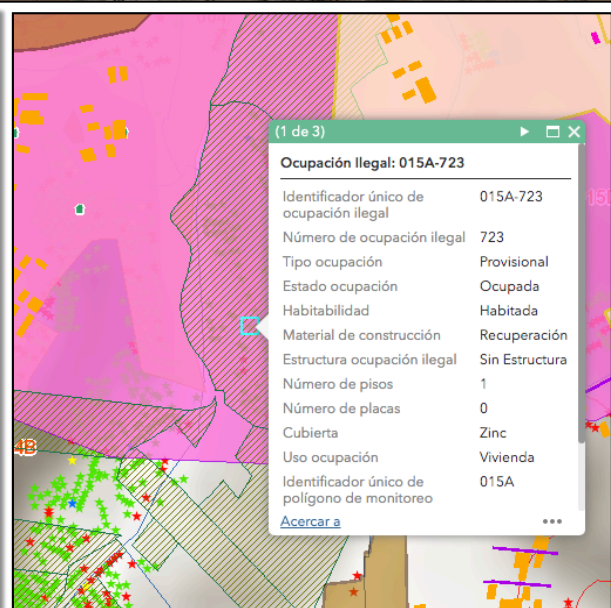 (1 de 3)
Ocupación Ilegal: 015A-723
Identificador único de ocupación ilegal 015A-723
Número de ocupación ilegal 723
Tipo ocupación Provisional
Estado ocupación Ocupada
Habitabilidad Habitada
Material de construcción Recuperación
Estructura ocupación ilegal Sin Estructura
Número de pisos 1
Número de placas 0
Cubierta Zinc
Uso ocupación Vivienda
Identificador único de polígono de monitoreo 015A
Acercar a
4B